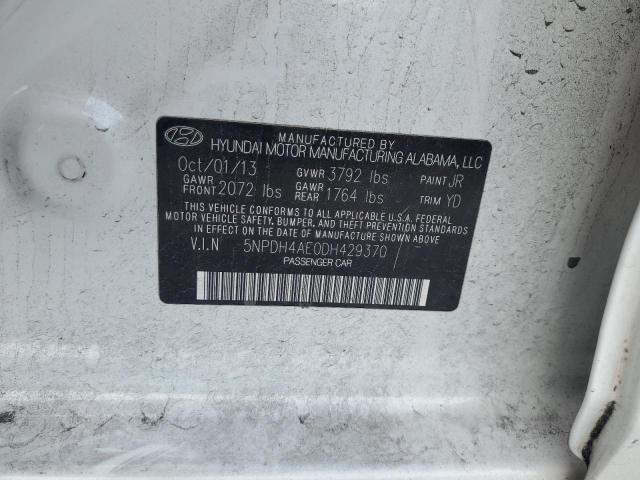 MANUFACTURED BY
HYUNDAI MOTOR MANUFACTURING ALABAMA, LLC
Oct/01/13 GVWR 3792 lbs PAINT JR
GAWR FRONT 2072 lbs GAWR REAR 1764 lbs TRIM YD
THIS VEHICLE CONFORMS TO ALL APPLICABLE U.S.A. FEDERAL
MOTOR VEHICLE SAFETY, BUMPER, AND THEFT PREVENTION STANDARDS
IN EFFECT ON THE DATE OF MANUFACTURE SHOWN ABOVE.
V.I.N 5NPDH4AE0DH429370
PASSENGER CAR